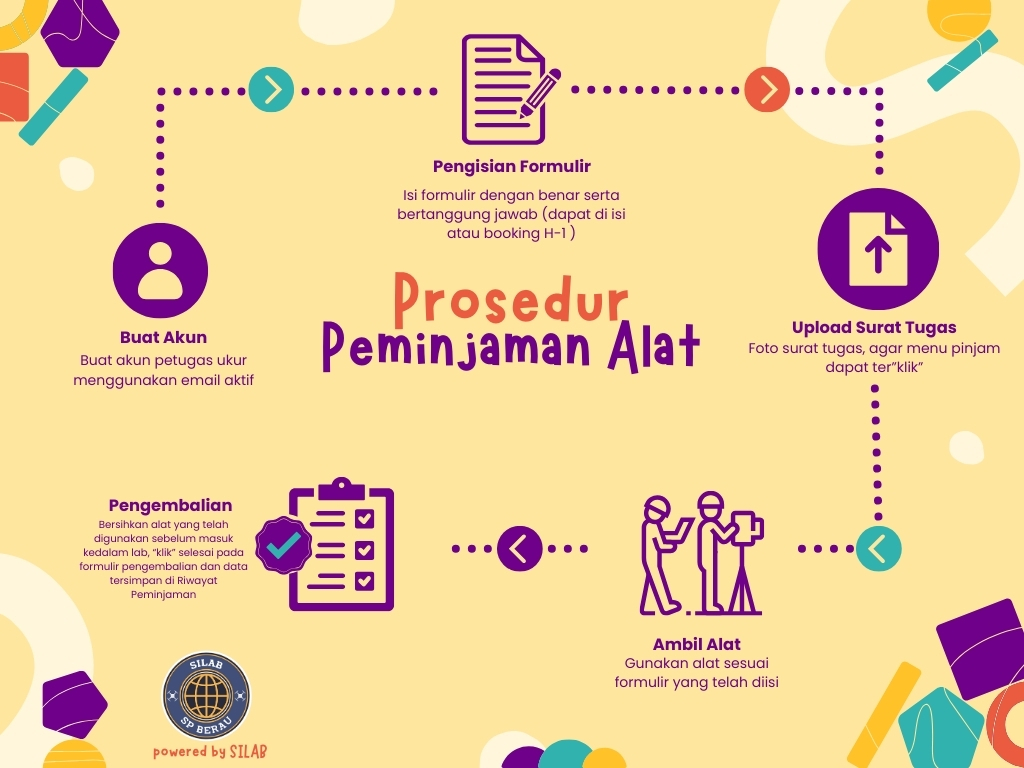 Prosedur
Peminjaman Alat
Buat Akun
Buat akun petugas ukur
menggunakan email aktif
Pengisian Formulir
Isi formulir dengan benar serta
bertanggung jawab (dapat di isi
atau booking H-1 )
Upload Surat Tugas
Foto surat tugas, agar menu pinjam
dapat ter”klik”
Ambil Alat
Gunakan alat sesuai
formulir yang telah diisi
Pengembalian
Bersihkan alat yang telah
digunakan sebelum masuk
kedalam lab, “klik” selesai pada
formulir pengembalian dan data
tersimpan di Riwayat
Peminjaman
SILAB
SP BERAU
powered by SILAB